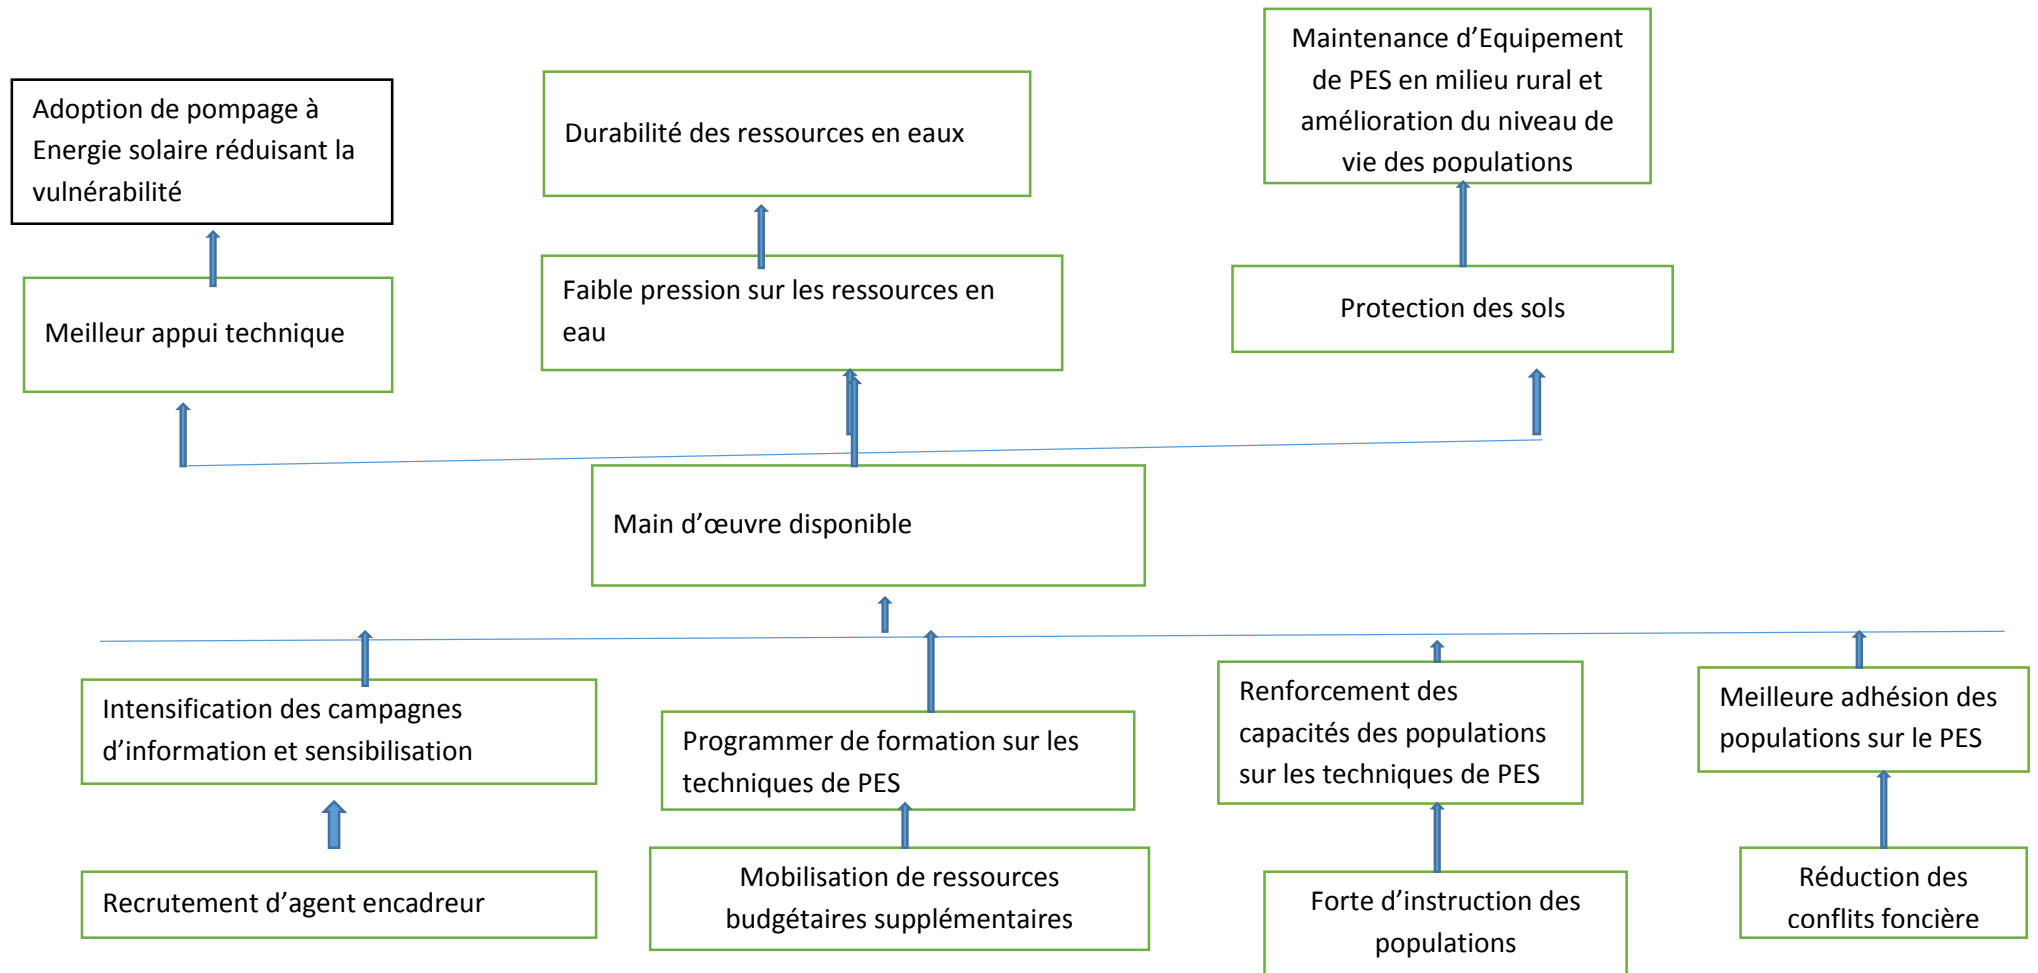 Maintenance d’Equipement
de PES en milieu rural et
amélioration du niveau de
vie des populations
Adoption de pompage à
Energie solaire réduisant la
vulnérabilité
Durabilité des ressources en eaux
Meilleur appui technique
Faible pression sur les ressources en
eau
Protection des sols
Main d’œuvre disponible
Intensification des campagnes
d’information et sensibilisation
Programmer de formation sur les
techniques de PES
Renforcement des
capacités des populations
sur les techniques de PES
Meilleure adhésion des
populations sur le PES
Recrutement d’agent encadreur
Mobilisation de ressources
budgétaires supplémentaires
Forte d’instruction des
populations
Réduction des
conflits foncière